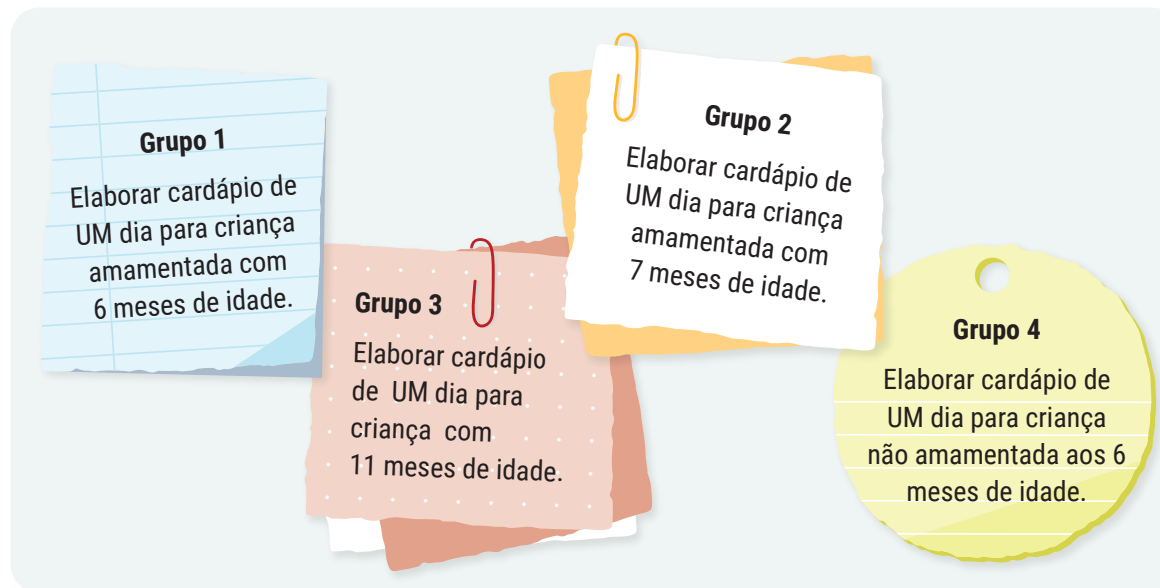 Grupo 1
Elaborar cardápio de
UM dia para criança
amamentada com
6 meses de idade.
Grupo 2
Elaborar cardápio de
UM dia para criança
amamentada com
7 meses de idade.
Grupo 3
Elaborar cardápio
de UM dia para
criança com
11 meses de idade.
Grupo 4
Elaborar cardápio de
UM dia para criança
não amamentada aos 6
meses de idade.